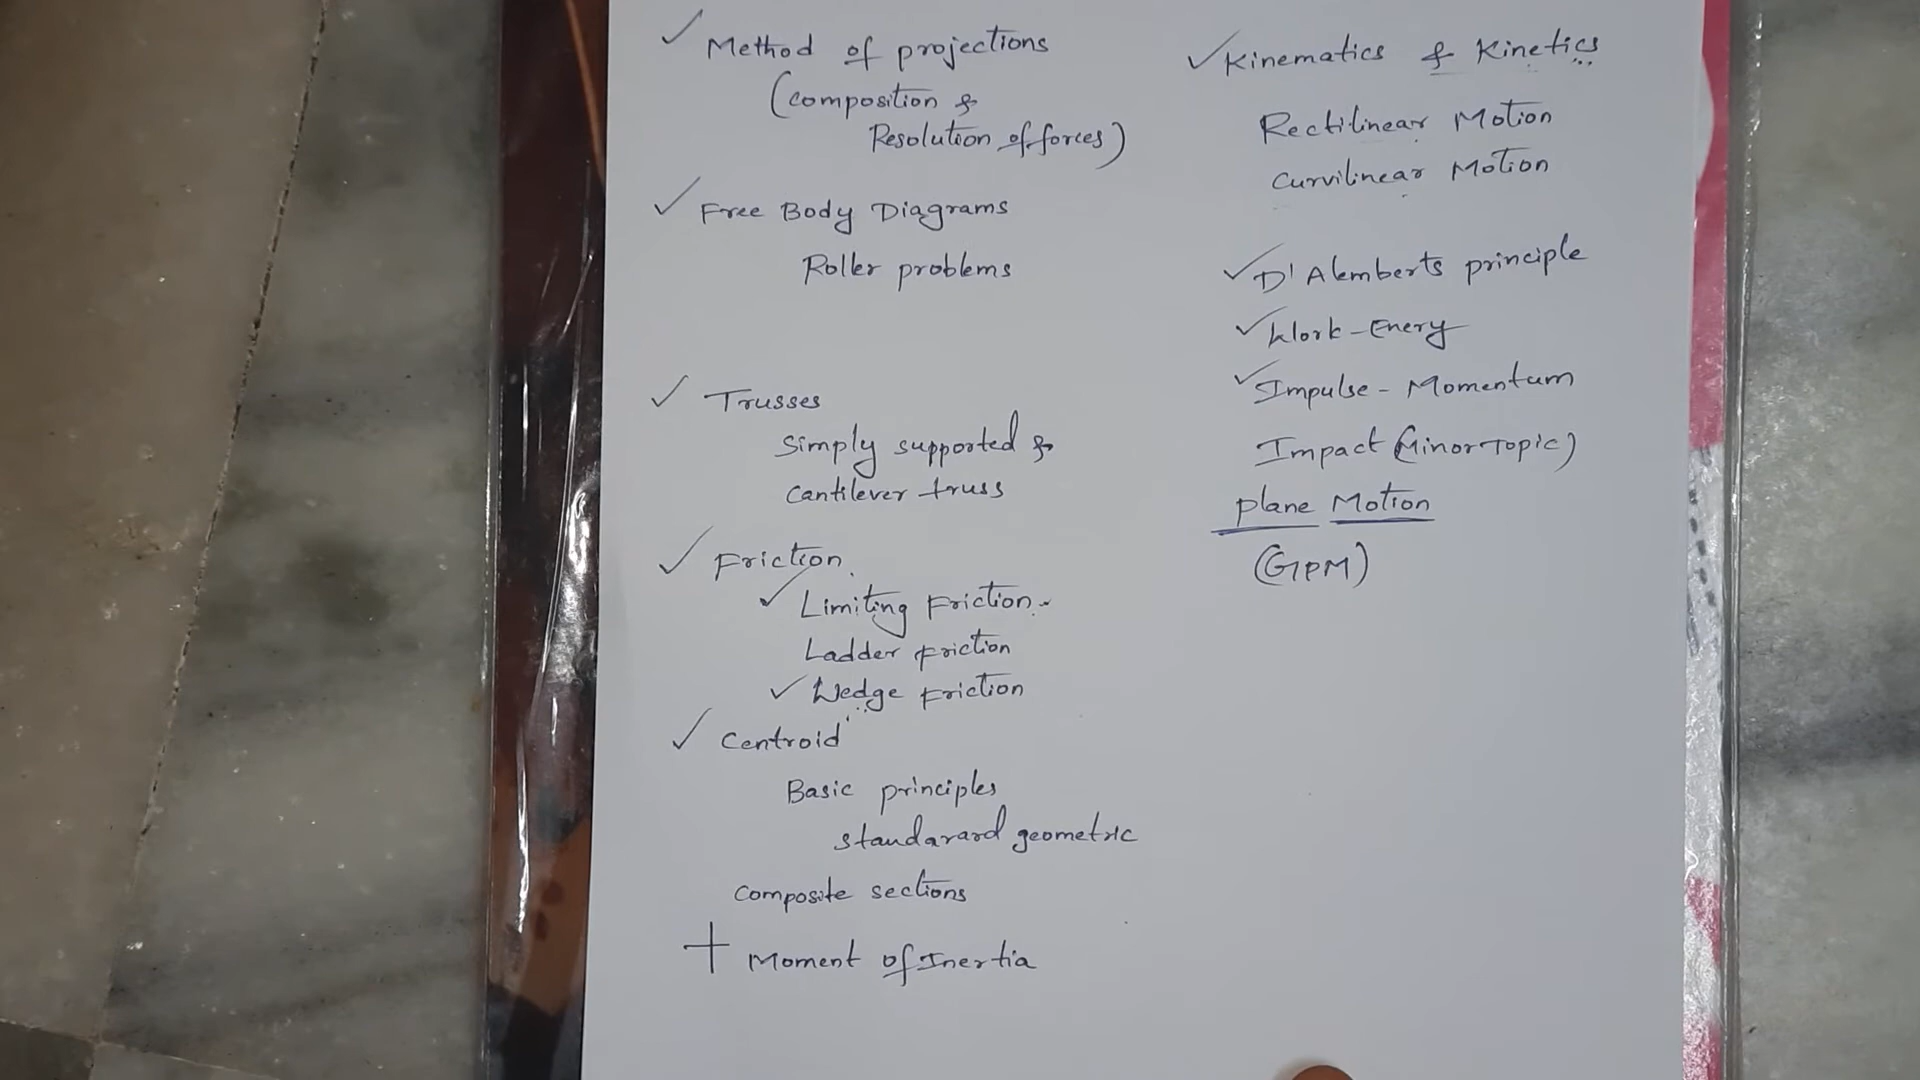 ✓ Method of projections
(composition &
Resolution of forces)
✓ Free Body Diagrams
Roller problems
✓ Trusses
Simply supported &
Cantilever truss
✓ Friction
✓ Limiting Friction
Ladder Friction
✓ Wedge Friction
✓ Centroid
Basic principles
standarard geometric
composite sections
+ Moment of Inertia
✓ Kinematics & Kinetics
Rectilinear Motion
Curvilinear Motion
✓ D'Alemberts principle
✓ Work-Enery
✓ Impulse - Momentum
Impact (Minor Topic)
plane Motion
(GPM)